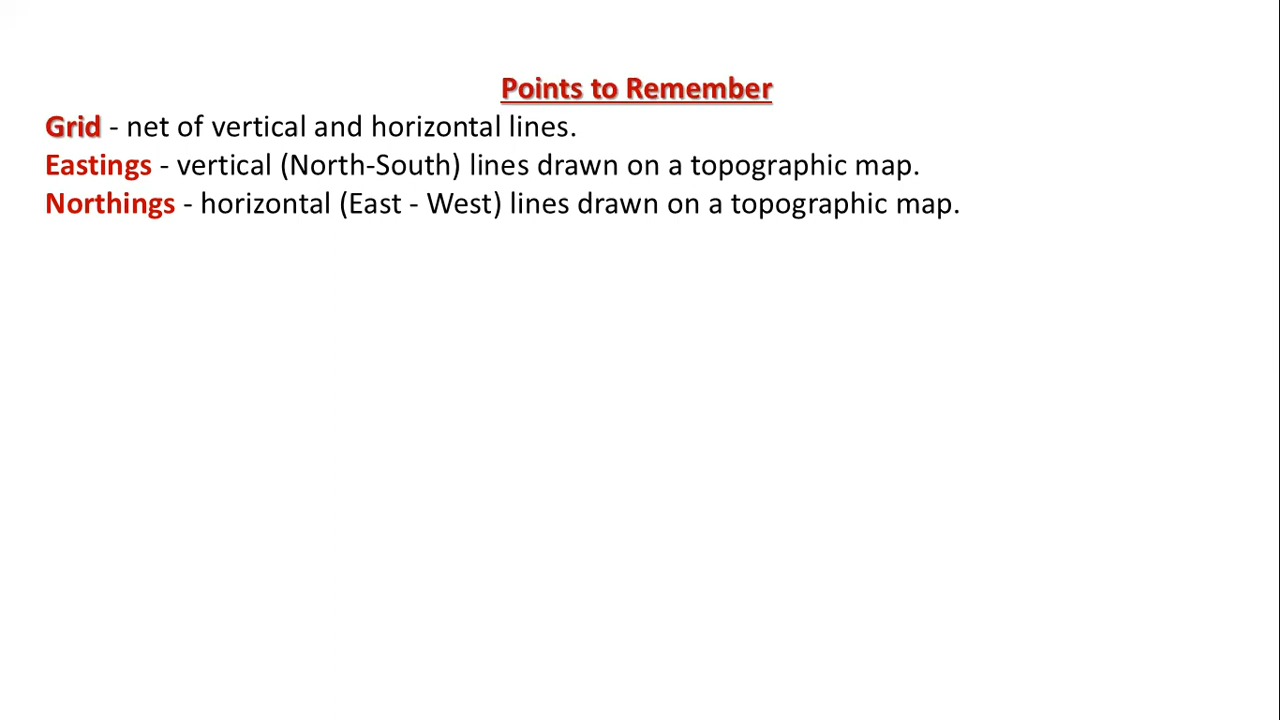 Points to Remember
Grid - net of vertical and horizontal lines.
Eastings - vertical (North-South) lines drawn on a topographic map.
Northings - horizontal (East - West) lines drawn on a topographic map.